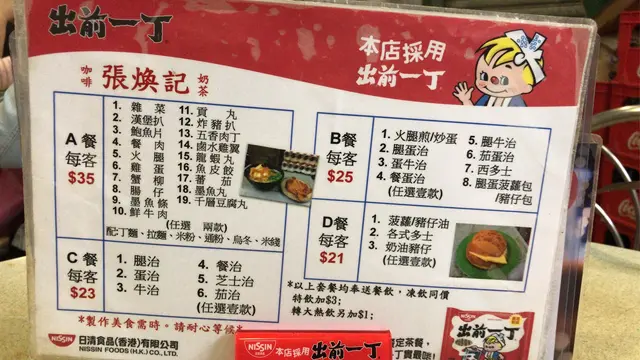 出前一丁
本店採用
出前一丁
咖啡 張煥記 奶茶
A 餐
每客
$35
1. 雜菜
2. 漢堡扒
3. 鮑魚片
4. 餐肉
5. 火腿
6. 雞蛋
7. 蟹柳
8. 腸仔
9. 墨魚條
10. 鮮牛肉
11. 貢丸
12. 炸豬扒
13. 五香肉丁
14. 鹵水雞翼
15. 龍蝦丸
16. 魚皮餃
17. 蕃茄
18. 墨魚丸
19. 千層豆腐丸
(任選 兩款)
配:丁麵、拉麵、米粉、通粉、烏冬、米綫
B 餐
每客
$25
1. 火腿煎/炒蛋
2. 腿蛋治
3. 蛋牛治
4. 餐蛋治
(任選壹款)
5. 腿牛治
6. 茄蛋治
7. 西多士
8. 腿蛋菠蘿包
/豬仔包
C 餐
每客
$23
1. 腿治
2. 蛋治
3. 牛治
4. 餐治
5. 芝士治
6. 茄治
(任選壹款)
D餐
每客
$21
1. 菠蘿/豬仔油
2. 各式多士
3. 奶油豬仔
(任選壹款)
*以上套餐均奉送餐飲，凍飲同價
特飲加$3;
轉大熱飲另加$1;
*製作美食需時。請耐心等候*
NISSIN 日清食品(香港)有限公司
NISSIN FOODS (H.K.) CO., LTD.
NISSIN
出前一丁
NISSIN 本店採用 出前一丁